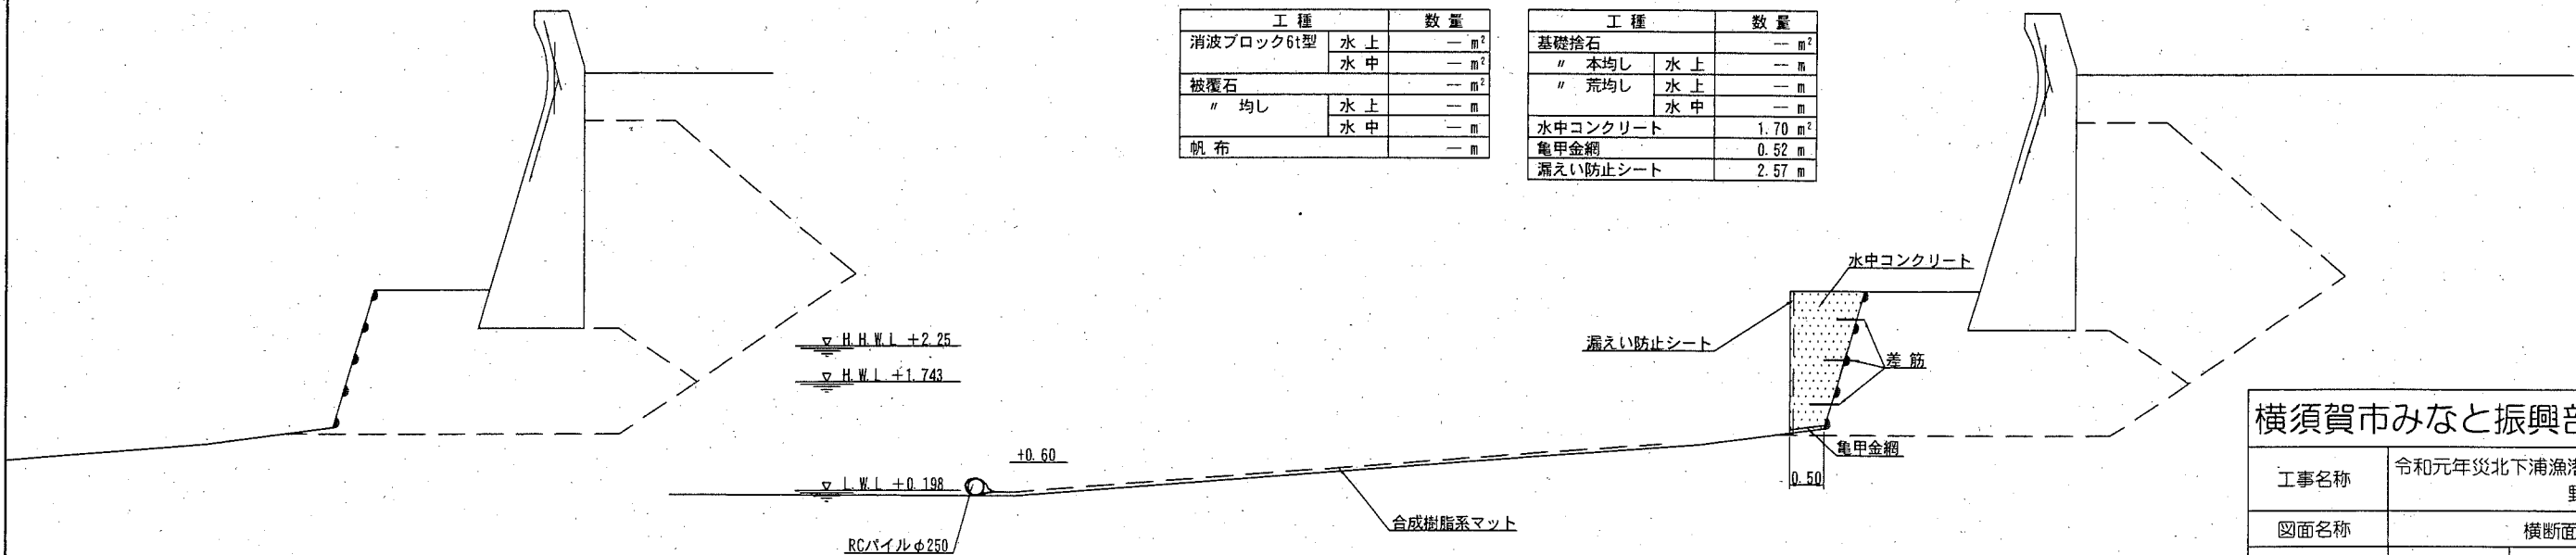 工種 数量
消波ブロック6t型 水上 — m²
水中 — m²
被覆石 — m²
〃 均し 水上 — m
水中 — m
帆布 — m
工種 数量
基礎捨石 — m²
〃 本均し 水上 — m
〃 荒均し 水上 — m
水中 — m
水中コンクリート 1.70 m²
亀甲金網 0.52 m
漏えい防止シート 2.57 m
水中コンクリート
漏えい防止シート
差筋
亀甲金網
0.50
H.H.W.L +2.25
H.W.L +1.743
+0.60
L.W.L +0.198
合成樹脂系マット
RCパイルφ250
横須賀市みなと振興部
工事名称 令和元年災北下浦漁港
図面名称 横断面